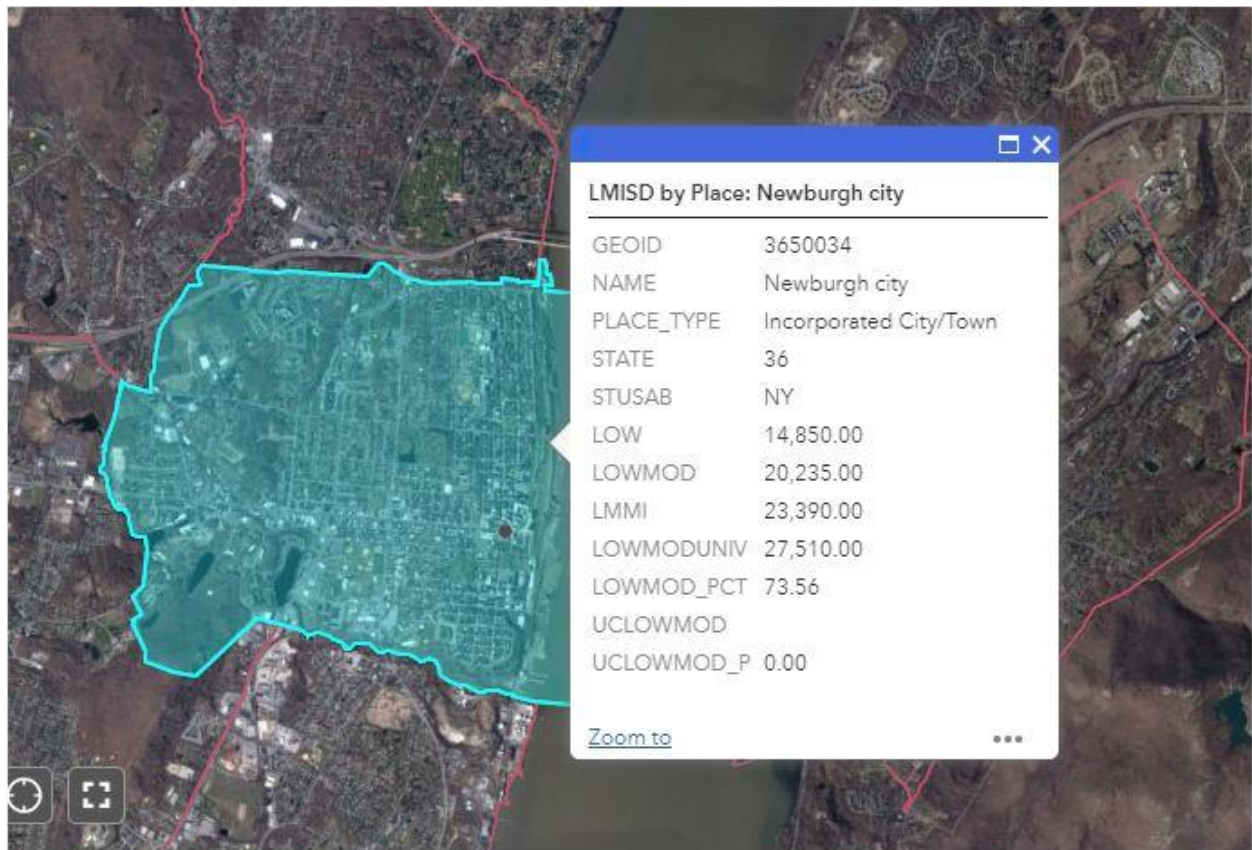 LMISD by Place: Newburgh city
GEOID 3650034
NAME Newburgh city
PLACE_TYPE Incorporated City/Town
STATE 36
STUSAB NY
LOW 14,850.00
LOWMOD 20,235.00
LMMI 23,390.00
LOWMODUNIV 27,510.00
LOWMOD_PCT 73.56
UCLOWMOD
UCLOWMOD_P 0.00
Zoom to